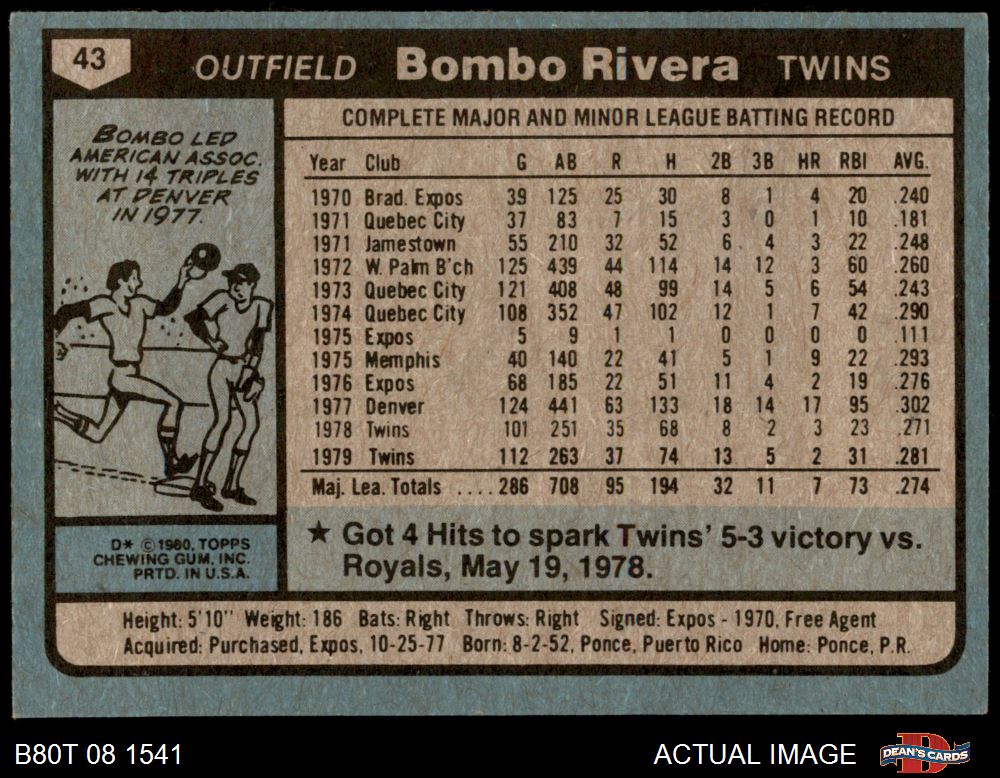 43
OUTFIELD Bombo Rivera TWINS
BOMBO LED
AMERICAN ASSOC.
WITH 14 TRIPLES
AT DENVER
IN 1977.
D* © 1980, TOPPS
CHEWING GUM, INC.
PRTD. IN U.S.A.
COMPLETE MAJOR AND MINOR LEAGUE BATTING RECORD
Year Club G AB R H 2B 3B HR RBI AVG.
1970 Brad. Expos 39 125 25 30 8 1 4 20 .240
1971 Quebec City 37 83 7 15 3 0 1 10 .181
1971 Jamestown 55 210 32 52 6 4 3 22 .248
1972 W. Palm B'ch 125 439 44 114 14 12 3 60 .260
1973 Quebec City 121 408 48 99 14 5 6 54 .243
1974 Quebec City 108 352 47 102 12 1 7 42 .290
1975 Expos 5 9 1 1 0 0 0 0 .111
1975 Memphis 40 140 22 41 5 1 9 22 .293
1976 Expos 68 185 22 51 11 4 2 19 .276
1977 Denver 124 441 63 133 18 14 17 95 .302
1978 Twins 101 251 35 68 8 2 3 23 .271
1979 Twins 112 263 37 74 13 5 2 31 .281
Maj. Lea. Totals .... 286 708 95 194 32 11 7 73 .274
★ Got 4 Hits to spark Twins' 5-3 victory vs.
Royals, May 19, 1978.
Height: 5'10" Weight: 186 Bats: Right Throws: Right Signed: Expos - 1970, Free Agent
Acquired: Purchased, Expos, 10-25-77 Born: 8-2-52, Ponce, Puerto Rico Home: Ponce, P.R.
B80T 08 1541 ACTUAL IMAGE DEAN'S CARDS